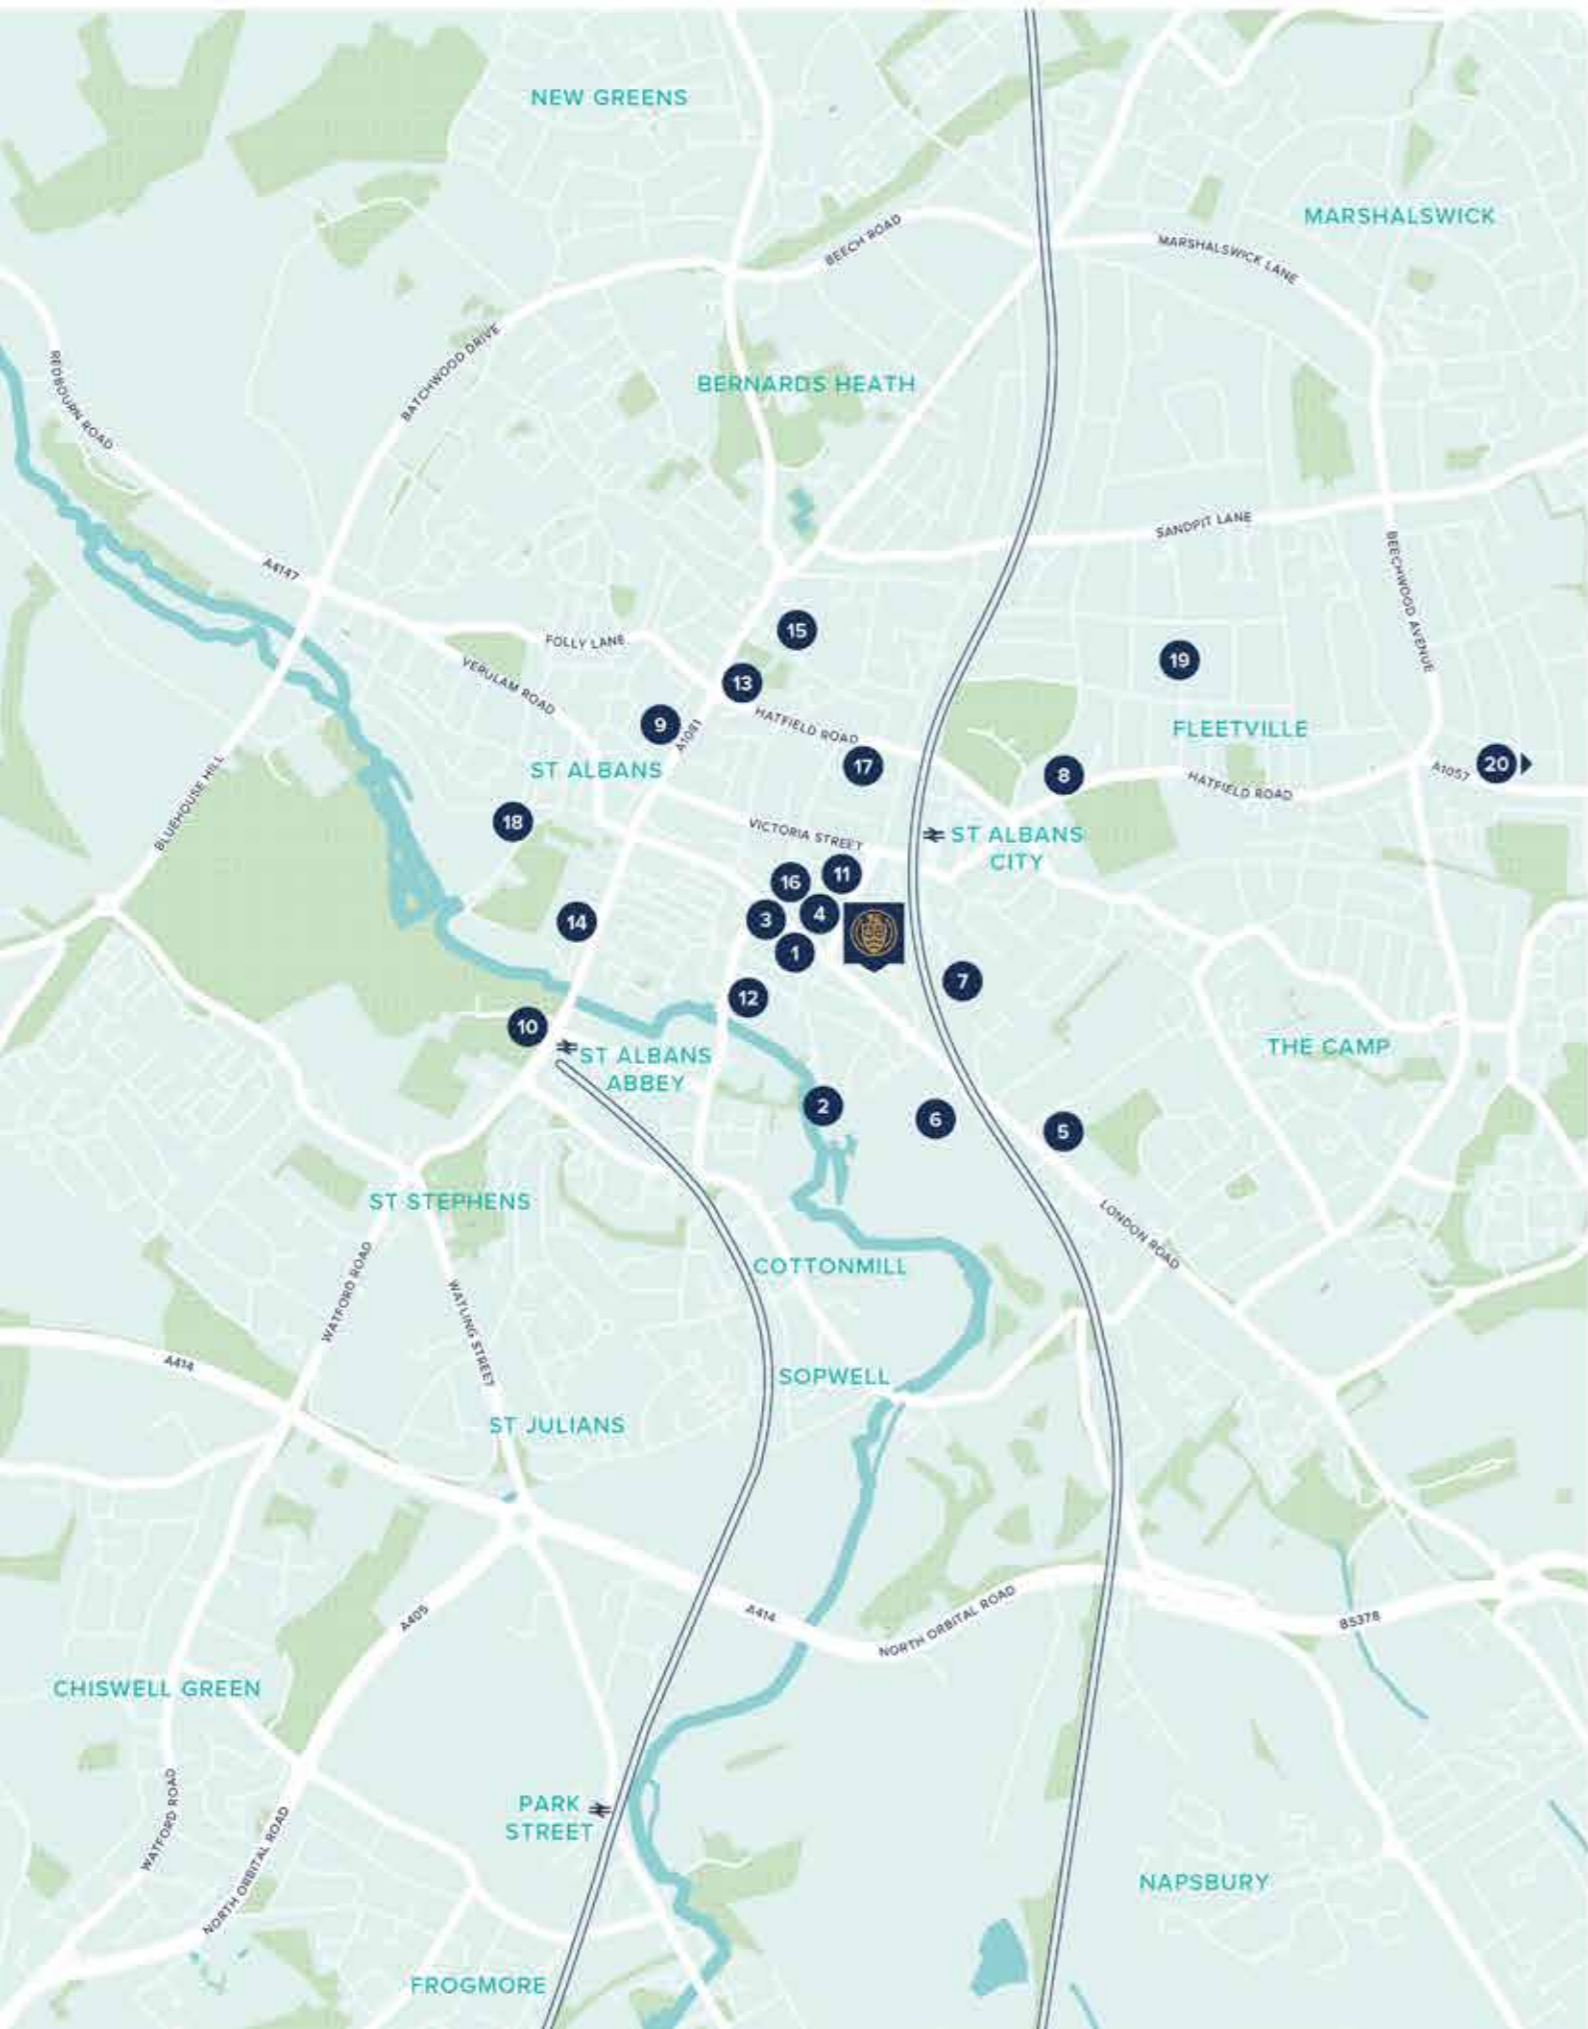 NEW GREENS
MARSHALSWICK
BEECH ROAD
MARSHALSWICK LANE
REDBOURN ROAD
BATCHWOOD DRIVE
BERNARDS HEATH
SANDPIT LANE
BEECHWOOD AVENUE
A4147
FOLLY LANE
15
VERULAM ROAD
13
19
9
A1081
HATFIELD ROAD
FLEETVILLE
ST ALBANS
17
8
A1057
20
HATFIELD ROAD
BLUEHOUSE HILL
18
VICTORIA STREET
ST ALBANS
CITY
16
11
14
3
4
1
7
12
10
ST ALBANS
ABBEY
THE CAMP
2
6
5
ST STEPHENS
LONDON ROAD
COTTONMILL
WATFORD ROAD
WATLING STREET
A414
SOPWELL
ST JULIANS
A405
A414
NORTH ORBITAL ROAD
B5378
CHISWELL GREEN
WATFORD ROAD
PARK
STREET
NORTH ORBITAL ROAD
NAPSBURY
FROGMORE